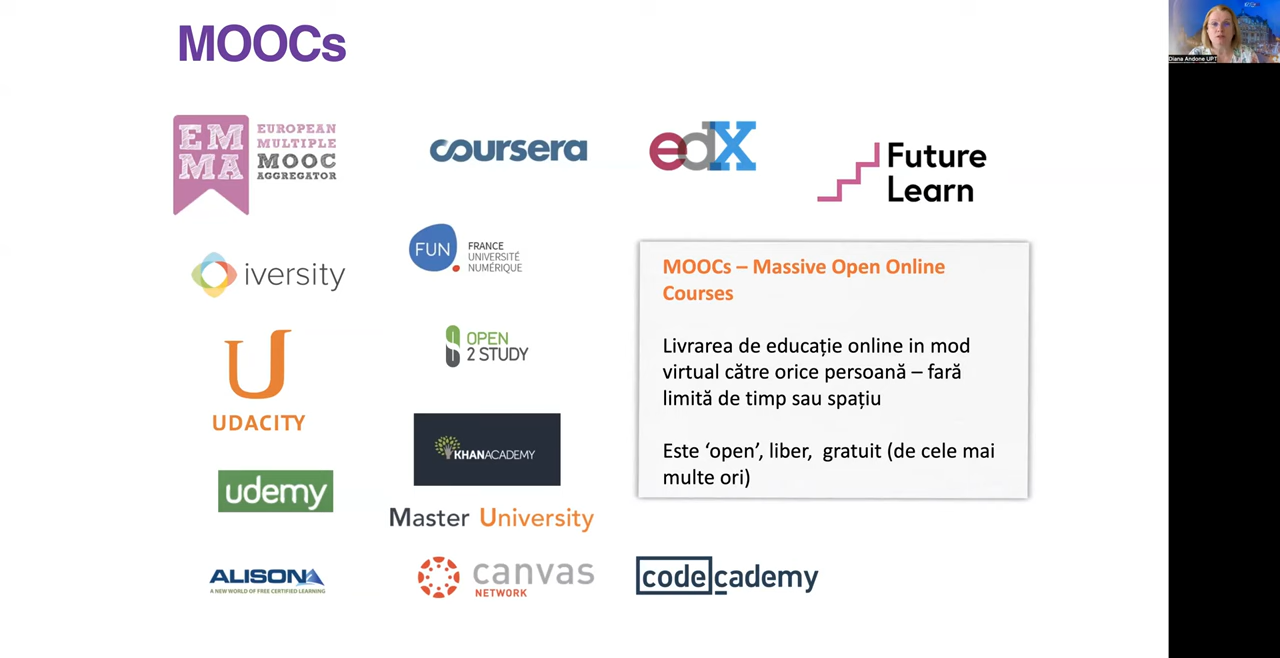 MOOCs
EMMA
EUROPEAN
MULTIPLE
MOOC
AGGREGATOR
coursera
edX
Future
Learn
iversity
FUN
FRANCE
UNIVERSITÉ
NUMÉRIQUE
UDACITY
OPEN
2 STUDY
KHANACADEMY
udemy
Master University
ALISON
A NEW WORLD OF FREE CERTIFIED LEARNING
canvas
NETWORK
codecademy
MOOCs – Massive Open Online
Courses
Livrarea de educație online in mod
virtual către orice persoană – fară
limită de timp sau spațiu
Este ‘open’, liber,  gratuit (de cele mai
multe ori)
Diana Andone UPT